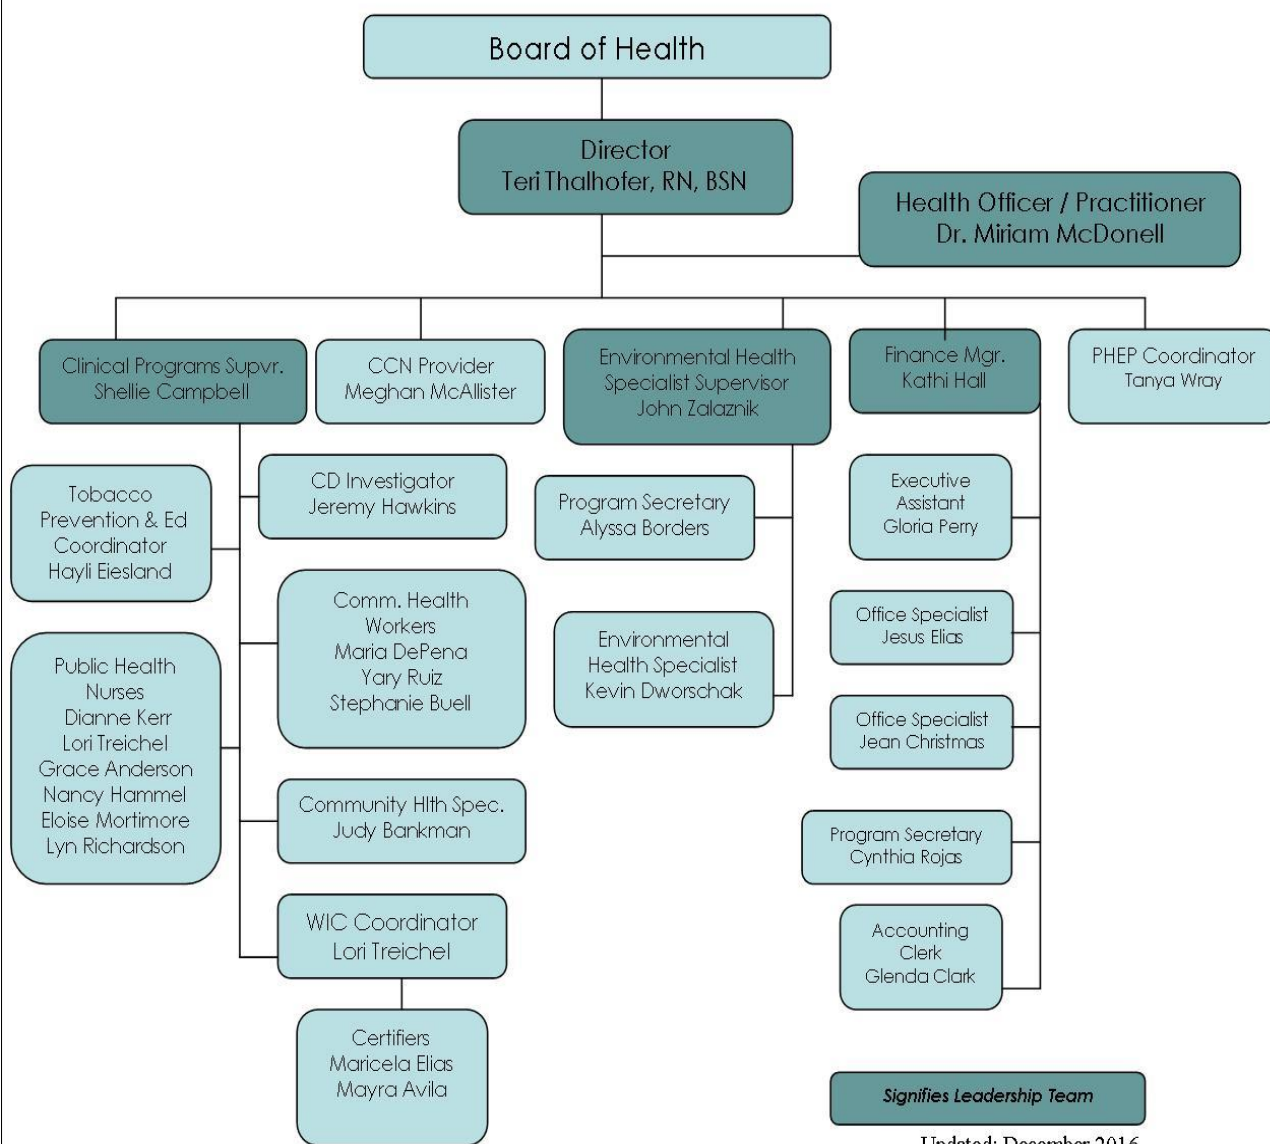 Board of Health
Director
Teri Thalhofer, RN, BSN
Health Officer / Practitioner
Dr. Miriam McDonell
Clinical Programs Supvr.
Shellie Campbell
CCN Provider
Meghan McAllister
Environmental Health
Specialist Supervisor
John Zalaznik
Finance Mgr.
Kathi Hall
PHEP Coordinator
Tanya Wray
Tobacco
Prevention & Ed
Coordinator
Hayli Eiesland
CD Investigator
Jeremy Hawkins
Program Secretary
Alyssa Borders
Executive
Assistant
Gloria Perry
Comm. Health
Workers
Maria DePena
Yary Ruiz
Stephanie Buell
Environmental
Health Specialist
Kevin Dworschak
Office Specialist
Jesus Elias
Public Health
Nurses
Dianne Kerr
Lori Treichel
Grace Anderson
Nancy Hammel
Eloise Mortimore
Lyn Richardson
Office Specialist
Jean Christmas
Community Hlth Spec.
Judy Bankman
Program Secretary
Cynthia Rojas
WIC Coordinator
Lori Treichel
Accounting
Clerk
Glenda Clark
Certifiers
Maricela Elias
Mayra Avila
Signifies Leadership Team
Updated: December 2016